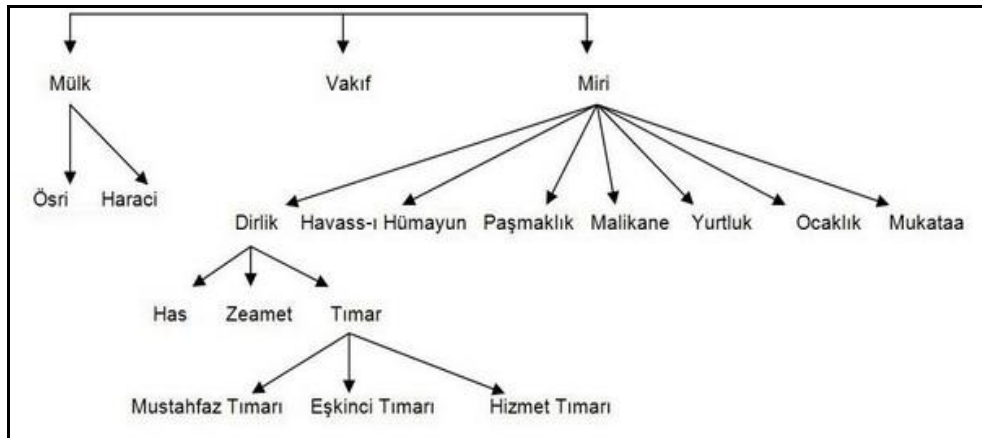 Mülk Vakıf Miri
Ösri Haraci
Dirlik Havass-ı Hümayun Paşmaklık Malikane Yurtluk Ocaklık Mukataa
Has Zeamet Tımar
Mustahfaz Tımarı Eşkinci Tımarı Hizmet Tımarı